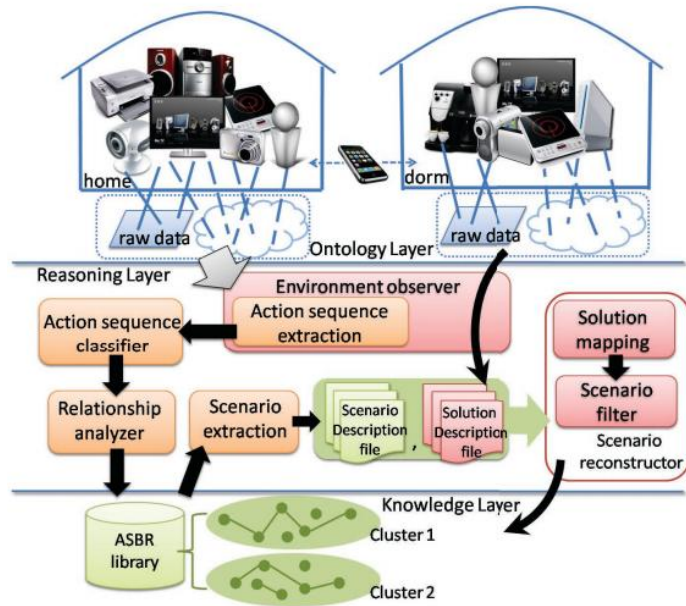 home
dorm
raw data
raw data
Ontology Layer
Reasoning Layer
Environment observer
Action sequence
extraction
Action sequence
classifier
Relationship
analyzer
Scenario
extraction
Scenario
Description
file
,
Solution
Description
file
Solution
mapping
Scenario
filter
Scenario
reconstructor
Knowledge Layer
ASBR
library
Cluster 1
Cluster 2